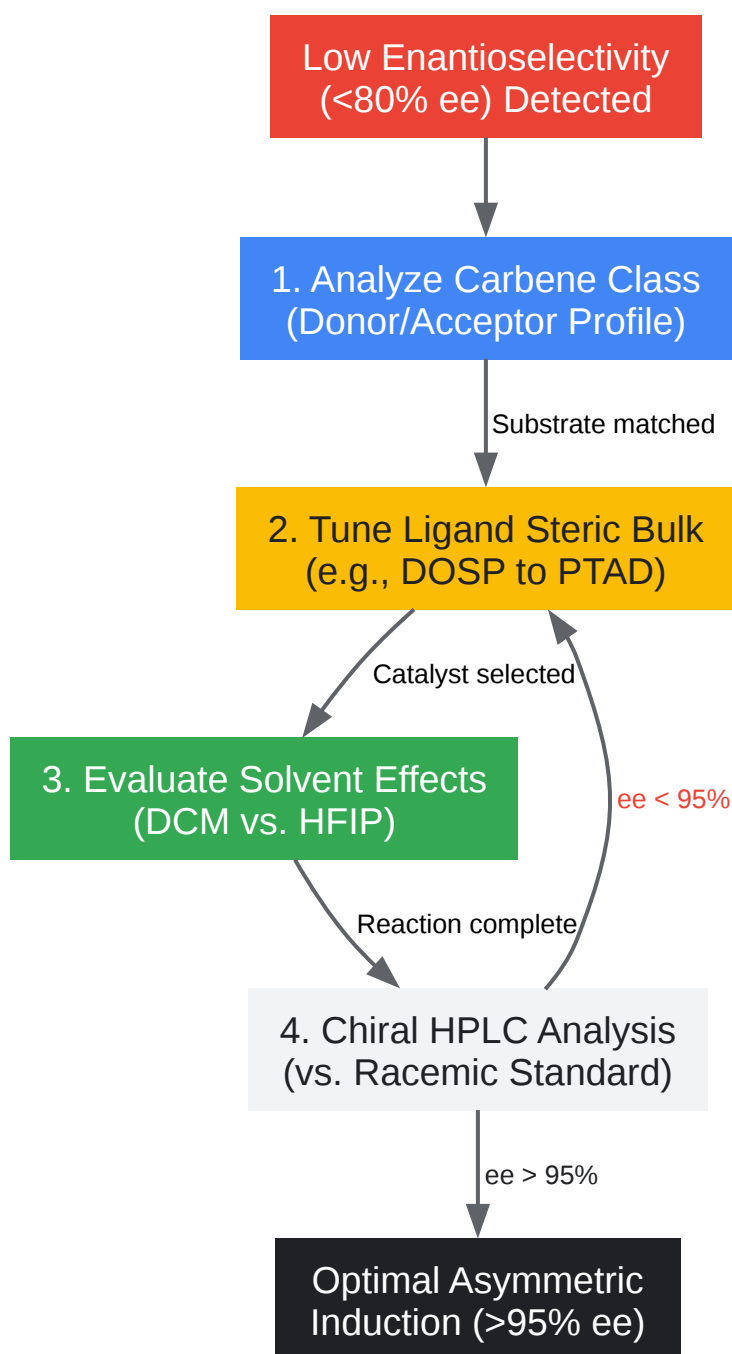 Low Enantioselectivity
(<80% ee) Detected
1. Analyze Carbene Class
(Donor/Acceptor Profile)
Substrate matched
2. Tune Ligand Steric Bulk
(e.g., DOSP to PTAD)
Catalyst selected
3. Evaluate Solvent Effects
(DCM vs. HFIP)
ee < 95%
Reaction complete
4. Chiral HPLC Analysis
(vs. Racemic Standard)
ee > 95%
Optimal Asymmetric
Induction (>95% ee)